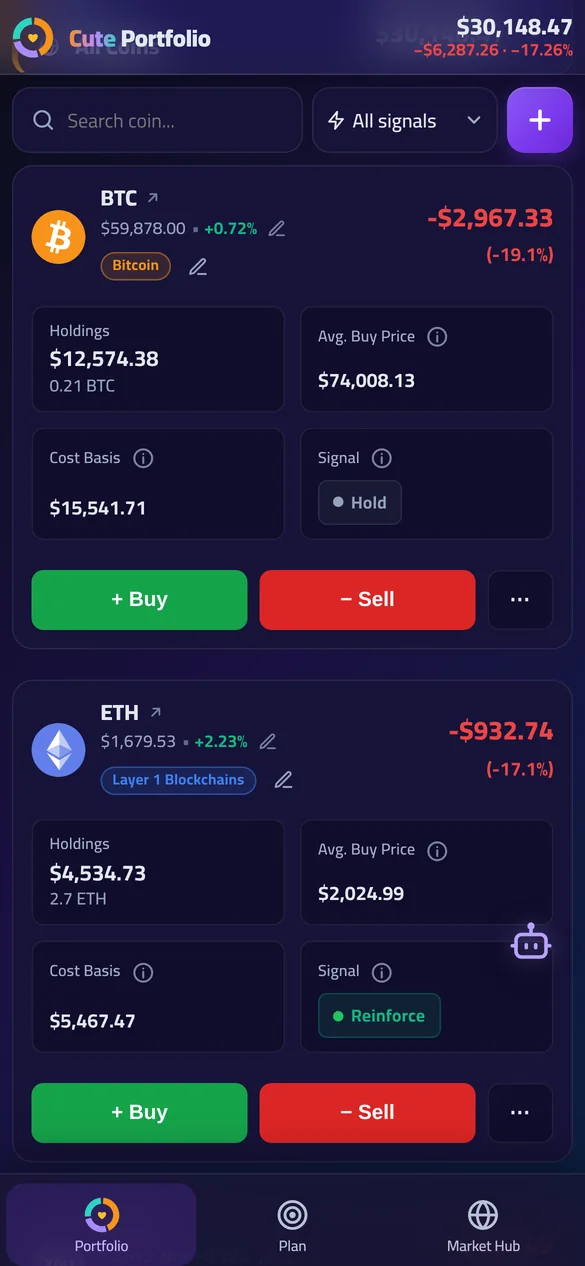 Cute Portfolio
$30,148.47
−$6,287.26 · −17.26%
All Coins
Search coin...
All signals
+
BTC
$59,878.00 • +0.72%
Bitcoin
-$2,967.33
(-19.1%)
Holdings
$12,574.38
0.21 BTC
Avg. Buy Price
$74,008.13
Cost Basis
$15,541.71
Signal
Hold
+ Buy
− Sell
...
ETH
$1,679.53 • +2.23%
Layer 1 Blockchains
-$932.74
(-17.1%)
Holdings
$4,534.73
2.7 ETH
Avg. Buy Price
$2,024.99
Cost Basis
$5,467.47
Signal
Reinforce
+ Buy
− Sell
...
Portfolio
Plan
Market Hub